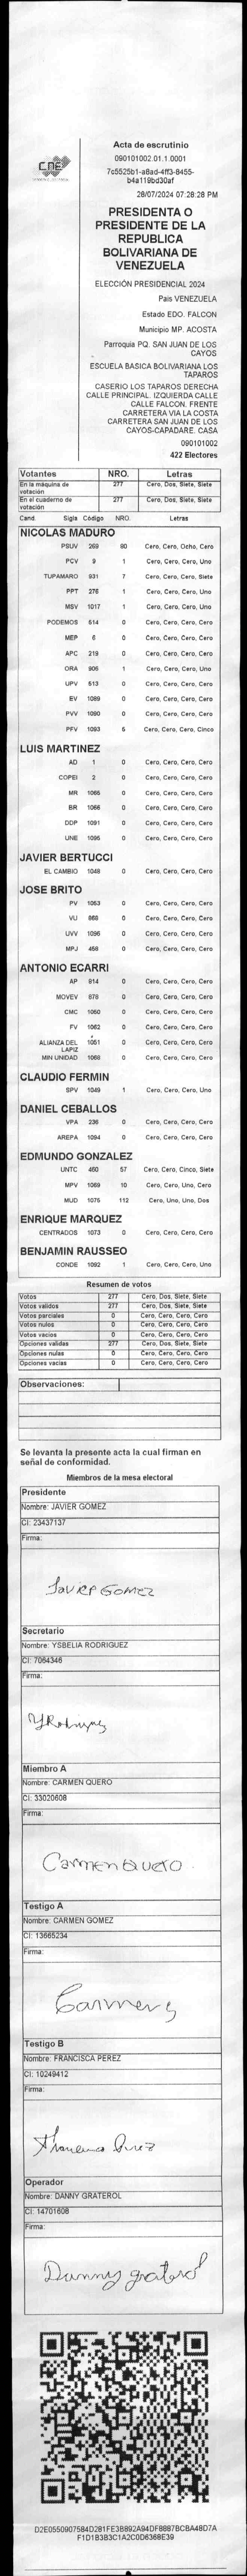 CNE
Acta de escrutinio
090101002.01.1.0001
7c5525b1-a8ad-4ff3-8455-
b4a119bd30af
28/07/2024 07:28:28 PM
PRESIDENTA O
PRESIDENTE DE LA
REPUBLICA
BOLIVARIANA DE
VENEZUELA
ELECCIÓN PRESIDENCIAL 2024
Pais VENEZUELA
Estado EDO. FALCON
Municipio MP. ACOSTA
Parroquia PQ. SAN JUAN DE LOS
CAYOS
ESCUELA BASICA BOLIVARIANA LOS
TAPAROS
CASERIO LOS TAPAROS DERECHA
CALLE PRINCIPAL. IZQUIERDA CALLE
CALLE FALCON. FRENTE
CARRETERA VIA LA COSTA
CARRETERA SAN JUAN DE LOS
CAYOS-CAPADARE. CASA
090101002
422 Electores
Votantes NRO. Letras
En la máquina de votación 277 Cero, Dos, Siete, Siete
En el cuaderno de votación 277 Cero, Dos, Siete, Siete
Cand. Sigla Código NRO. Letras
NICOLAS MADURO
PSUV 269 80 Cero, Cero, Ocho, Cero
PCV 9 1 Cero, Cero, Cero, Uno
TUPAMARO 931 7 Cero, Cero, Cero, Siete
PPT 276 1 Cero, Cero, Cero, Uno
MSV 1017 1 Cero, Cero, Cero, Uno
PODEMOS 514 0 Cero, Cero, Cero, Cero
MEP 6 0 Cero, Cero, Cero, Cero
APC 219 0 Cero, Cero, Cero, Cero
ORA 906 1 Cero, Cero, Cero, Uno
UPV 513 0 Cero, Cero, Cero, Cero
EV 1089 0 Cero, Cero, Cero, Cero
PVV 1090 0 Cero, Cero, Cero, Cero
PFV 1093 5 Cero, Cero, Cero, Cinco
LUIS MARTINEZ
AD 1 0 Cero, Cero, Cero, Cero
COPEI 2 0 Cero, Cero, Cero, Cero
MR 1065 0 Cero, Cero, Cero, Cero
BR 1066 0 Cero, Cero, Cero, Cero
DDP 1091 0 Cero, Cero, Cero, Cero
UNE 1095 0 Cero, Cero, Cero, Cero
JAVIER BERTUCCI
EL CAMBIO 1048 0 Cero, Cero, Cero, Cero
JOSE BRITO
PV 1053 0 Cero, Cero, Cero, Cero
VU 868 0 Cero, Cero, Cero, Cero
UVV 1096 0 Cero, Cero, Cero, Cero
MPJ 458 0 Cero, Cero, Cero, Cero
ANTONIO ECARRI
AP 914 0 Cero, Cero, Cero, Cero
MOVEV 878 0 Cero, Cero, Cero, Cero
CMC 1050 0 Cero, Cero, Cero, Cero
FV 1062 0 Cero, Cero, Cero, Cero
ALIANZA DEL LAPIZ 1051 0 Cero, Cero, Cero, Cero
MIN UNIDAD 1068 0 Cero, Cero, Cero, Cero
CLAUDIO FERMIN
SPV 1049 1 Cero, Cero, Cero, Uno
DANIEL CEBALLOS
VPA 236 0 Cero, Cero, Cero, Cero
AREPA 1094 0 Cero, Cero, Cero, Cero
EDMUNDO GONZALEZ
UNTC 460 57 Cero, Cero, Cinco, Siete
MPV 1069 10 Cero, Cero, Uno, Cero
MUD 1075 112 Cero, Uno, Uno, Dos
ENRIQUE MARQUEZ
CENTRADOS 1073 0 Cero, Cero, Cero, Cero
BENJAMIN RAUSSEO
CONDE 1092 1 Cero, Cero, Cero, Uno
Resumen de votos
Votos 277 Cero, Dos, Siete, Siete
Votos validos 277 Cero, Dos, Siete, Siete
Votos parciales 0 Cero, Cero, Cero, Cero
Votos nulos 0 Cero, Cero, Cero, Cero
Votos vacios 0 Cero, Cero, Cero, Cero
Opciones validas 277 Cero, Dos, Siete, Siete
Opciones nulas 0 Cero, Cero, Cero, Cero
Opciones vacias 0 Cero, Cero, Cero, Cero
Observaciones:
Se levanta la presente acta la cual firman en
señal de conformidad.
Miembros de la mesa electoral
Presidente
Nombre: JAVIER GOMEZ
CI: 23437137
Firma:
Javier GOMEZ
Secretario
Nombre: YSBELIA RODRIGUEZ
CI: 7064346
Firma:
YRodriguez
Miembro A
Nombre: CARMEN QUERO
CI: 33020608
Firma:
Carmen Quero
Testigo A
Nombre: CARMEN GOMEZ
CI: 13665234
Firma:
Carmen g
Testigo B
Nombre: FRANCISCA PEREZ
CI: 10249412
Firma:
Francisca Perez
Operador
Nombre: DANNY GRATEROL
CI: 14701608
Firma:
Danny graterol
D2E0550907584D281FE3B892A94DF8887BCBA48D7A
F1D1B3B3C1A2C0D6368E39